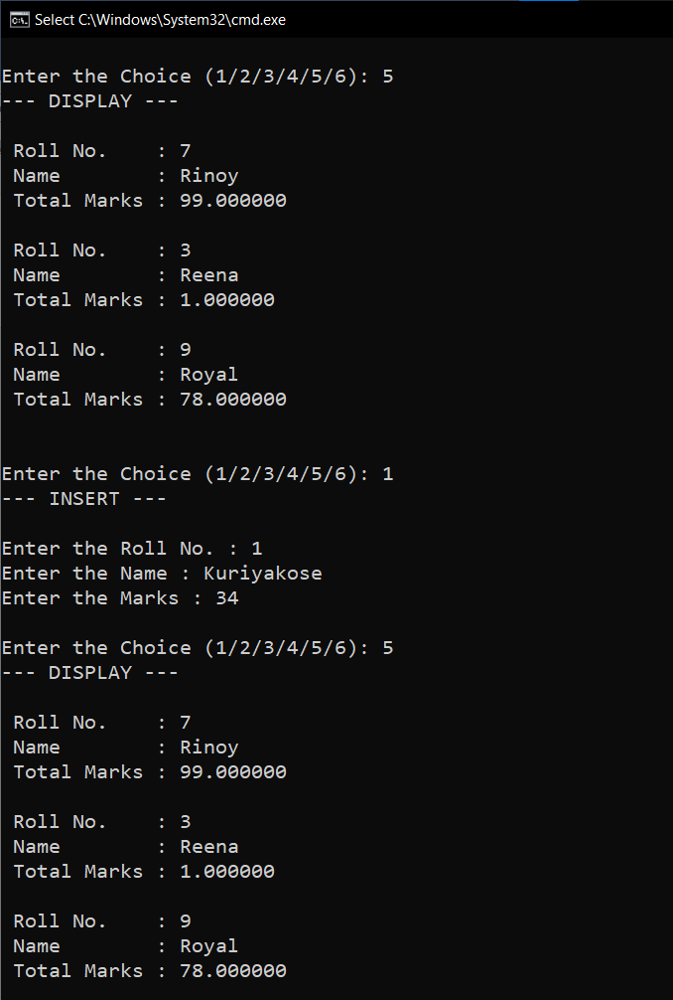 Select C:\Windows\System32\cmd.exe
Enter the Choice (1/2/3/4/5/6): 5
--- DISPLAY ---
Roll No.    : 7
Name        : Rinoy
Total Marks : 99.000000
Roll No.    : 3
Name        : Reena
Total Marks : 1.000000
Roll No.    : 9
Name        : Royal
Total Marks : 78.000000
Enter the Choice (1/2/3/4/5/6): 1
--- INSERT ---
Enter the Roll No. : 1
Enter the Name : Kuriyakose
Enter the Marks : 34
Enter the Choice (1/2/3/4/5/6): 5
--- DISPLAY ---
Roll No.    : 7
Name        : Rinoy
Total Marks : 99.000000
Roll No.    : 3
Name        : Reena
Total Marks : 1.000000
Roll No.    : 9
Name        : Royal
Total Marks : 78.000000